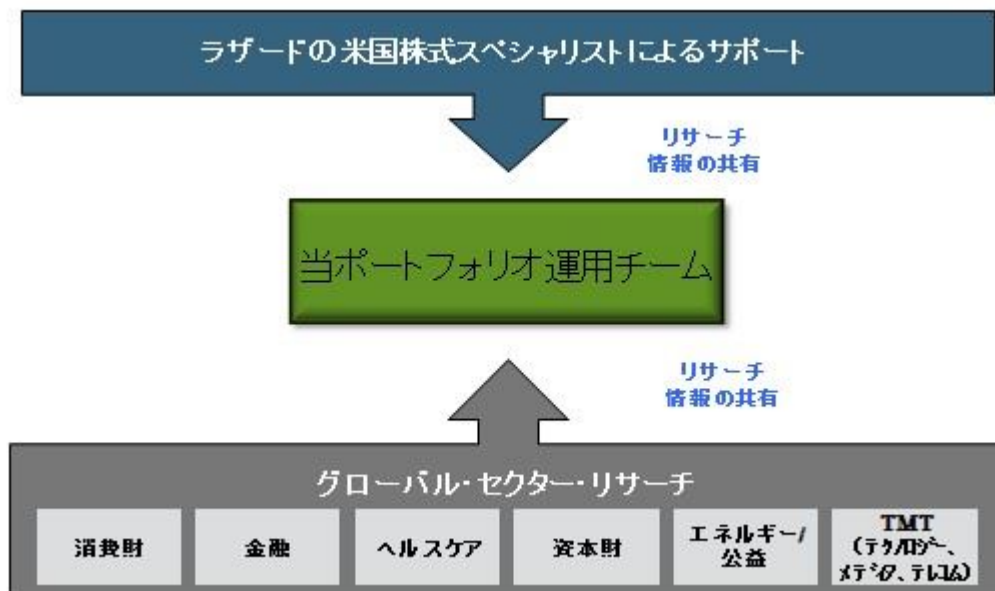 ラザードの米国株式スペシャリストによるサポート
リサーチ
情報の共有
当ポートフォリオ運用チーム
リサーチ
情報の共有
グローバル・セクター・リサーチ
消費財
金融
ヘルスケア
資本財
エネルギー/
公益
TMT
(テクノロジー、
メディア、テレコム)